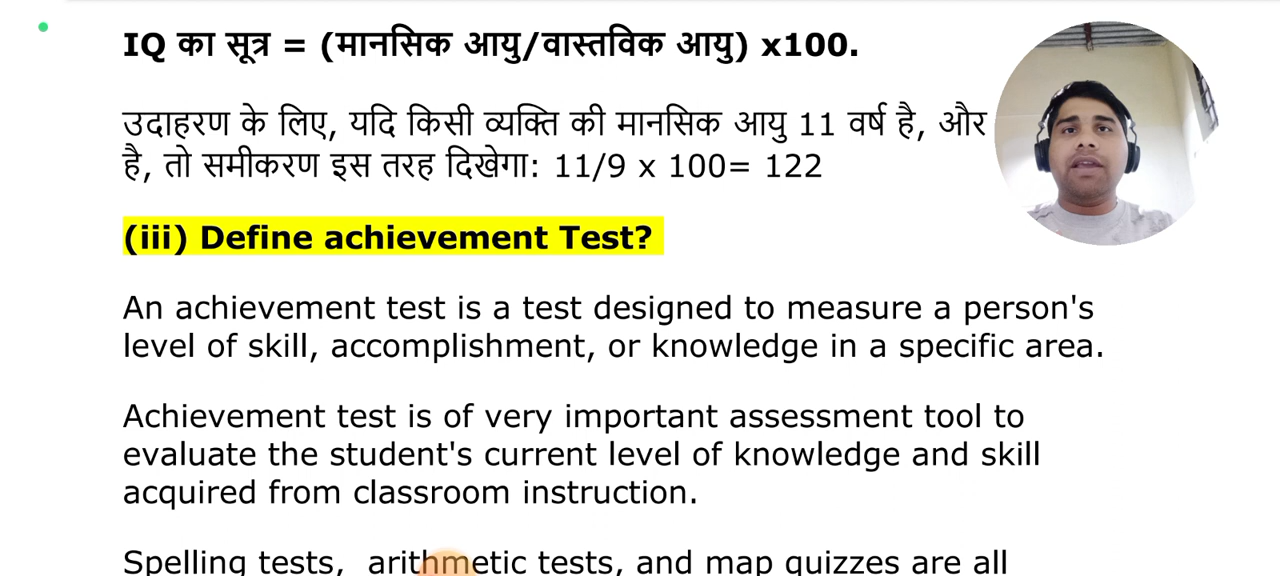 IQ का सूत्र = (मानसिक आयु/वास्तविक आयु) x100.
उदाहरण के लिए, यदि किसी व्यक्ति की मानसिक आयु 11 वर्ष है, और
है, तो समीकरण इस तरह दिखेगा: 11/9 x 100= 122
(iii) Define achievement Test?
An achievement test is a test designed to measure a person's
level of skill, accomplishment, or knowledge in a specific area.
Achievement test is of very important assessment tool to
evaluate the student's current level of knowledge and skill
acquired from classroom instruction.
Spelling tests, arithmetic tests, and map quizzes are all